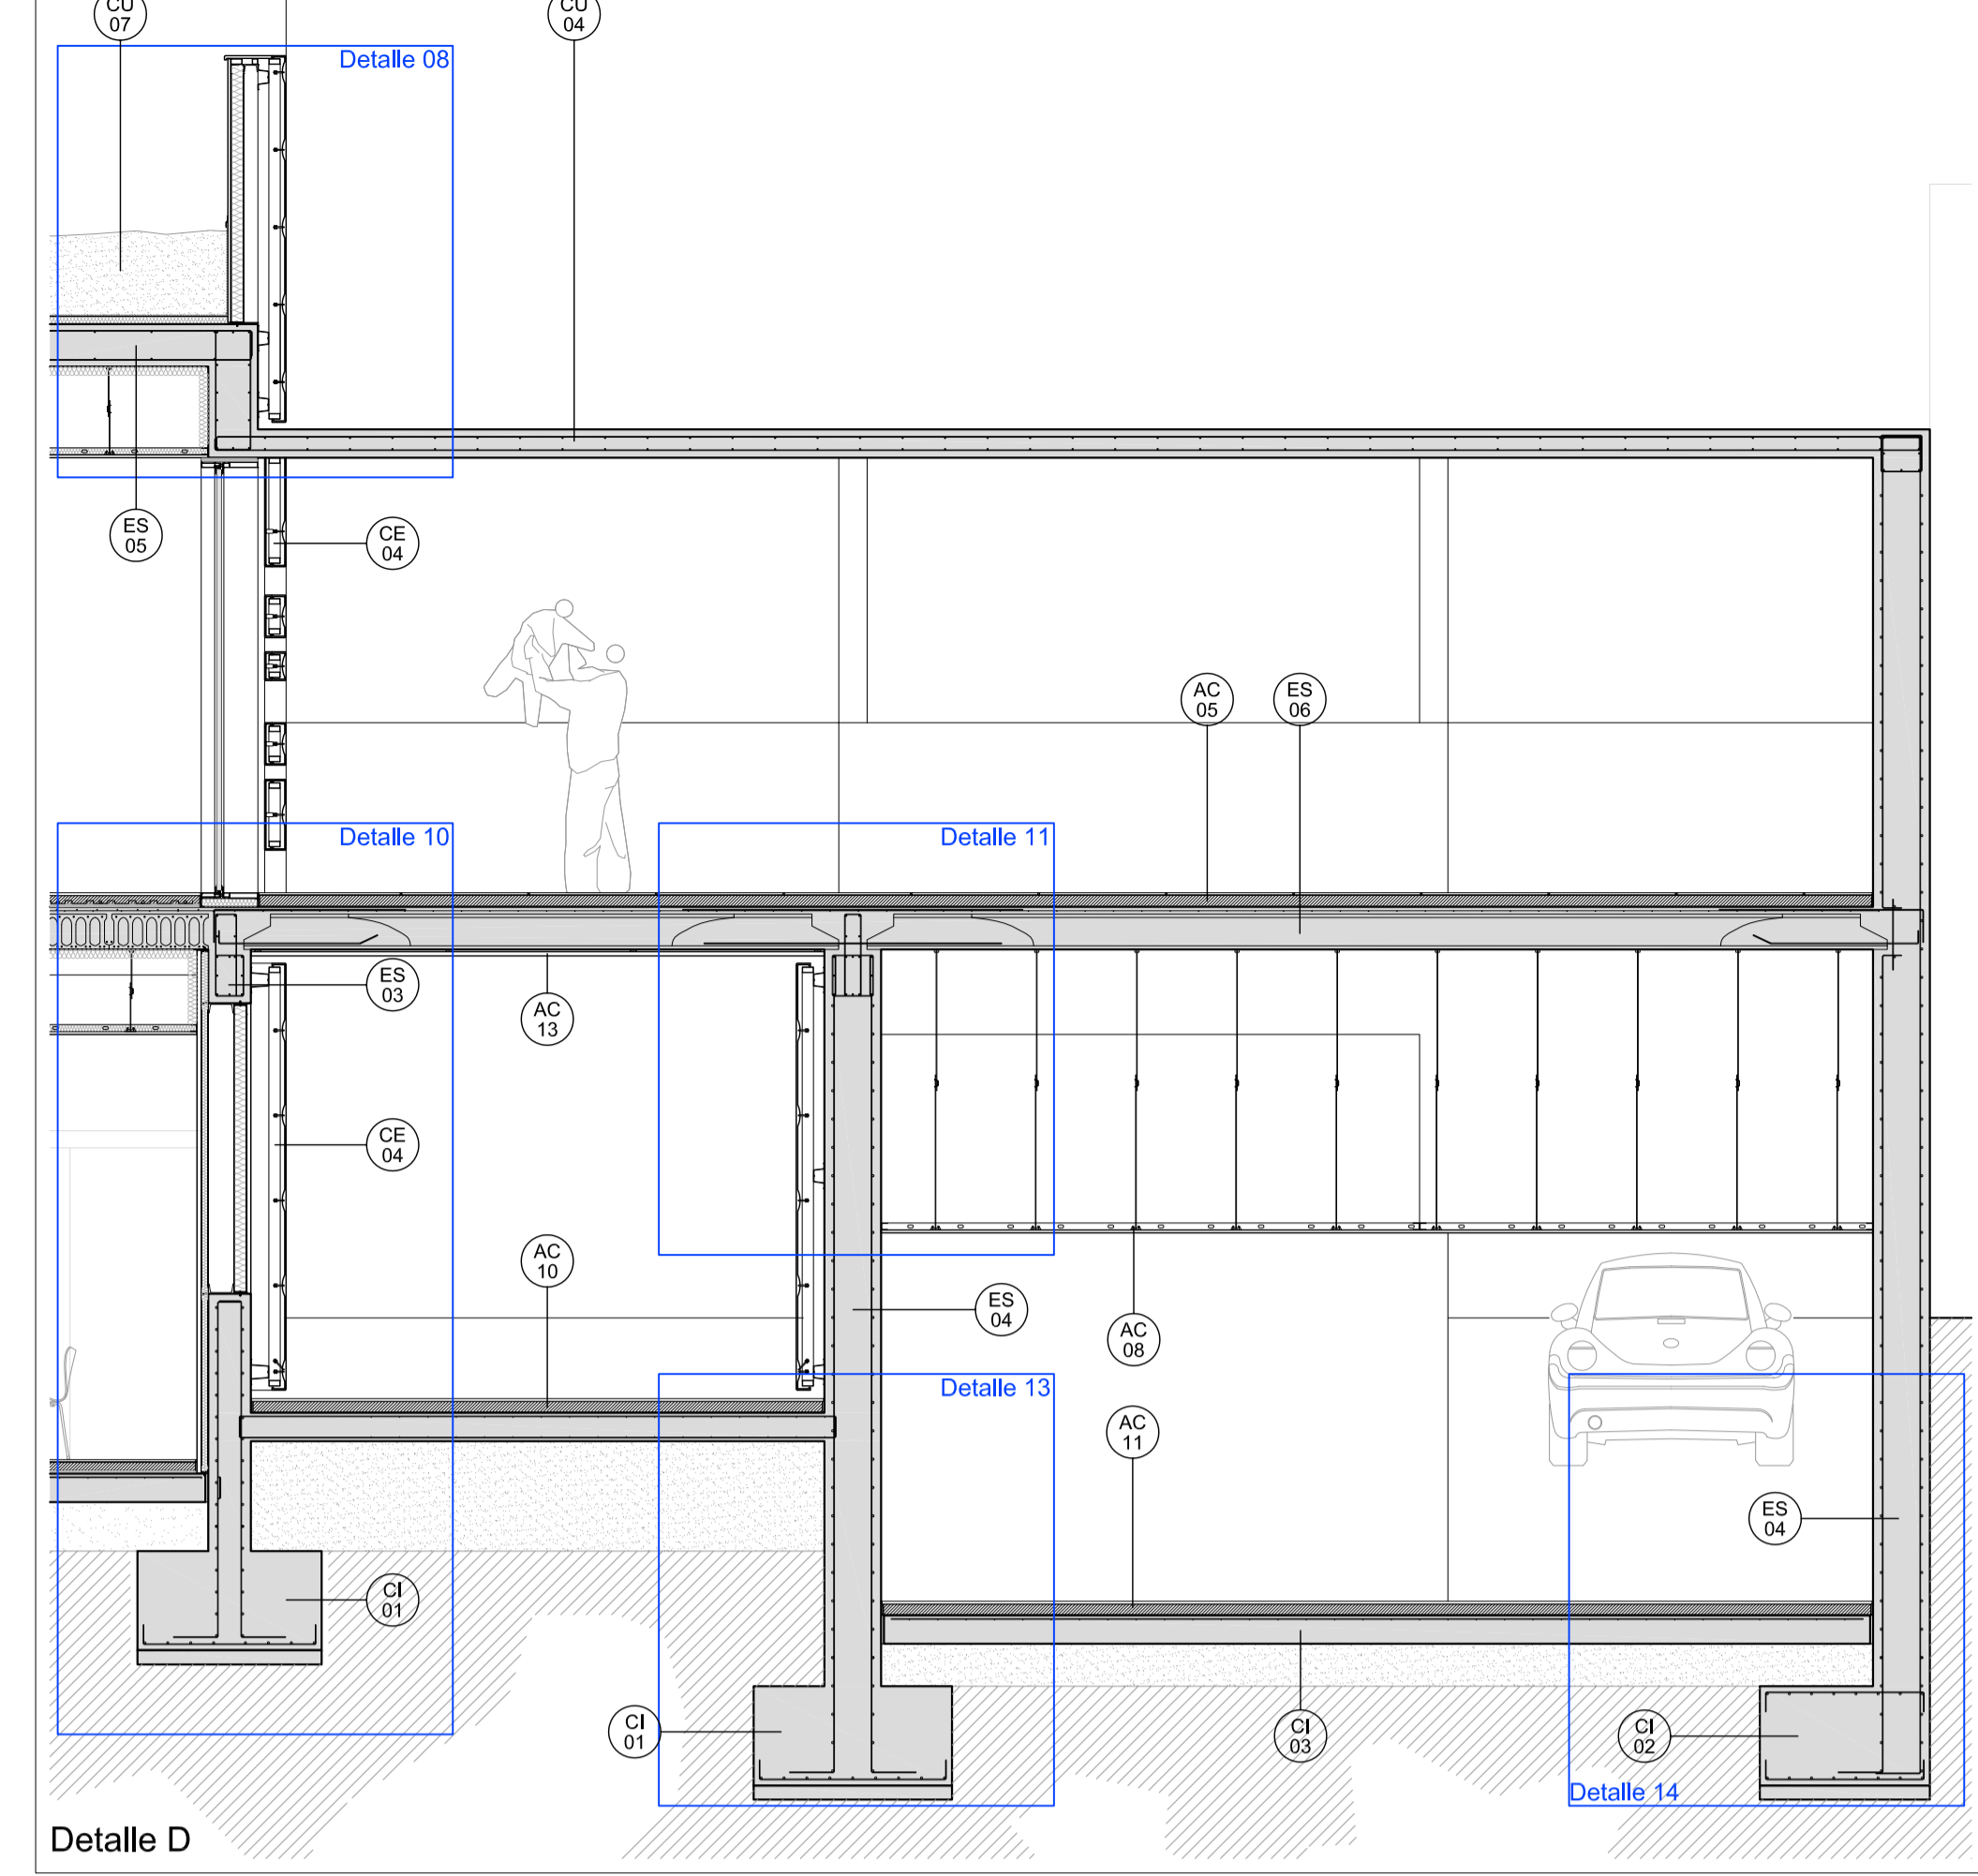 CU
07
CU
04
Detalle 08
ES
05
CE
04
AC
05
ES
06
Detalle 10
Detalle 11
ES
03
AC
13
CE
04
AC
10
ES
04
AC
08
Detalle 13
AC
11
ES
04
CI
01
CI
01
CI
03
CI
02
Detalle 14
Detalle D